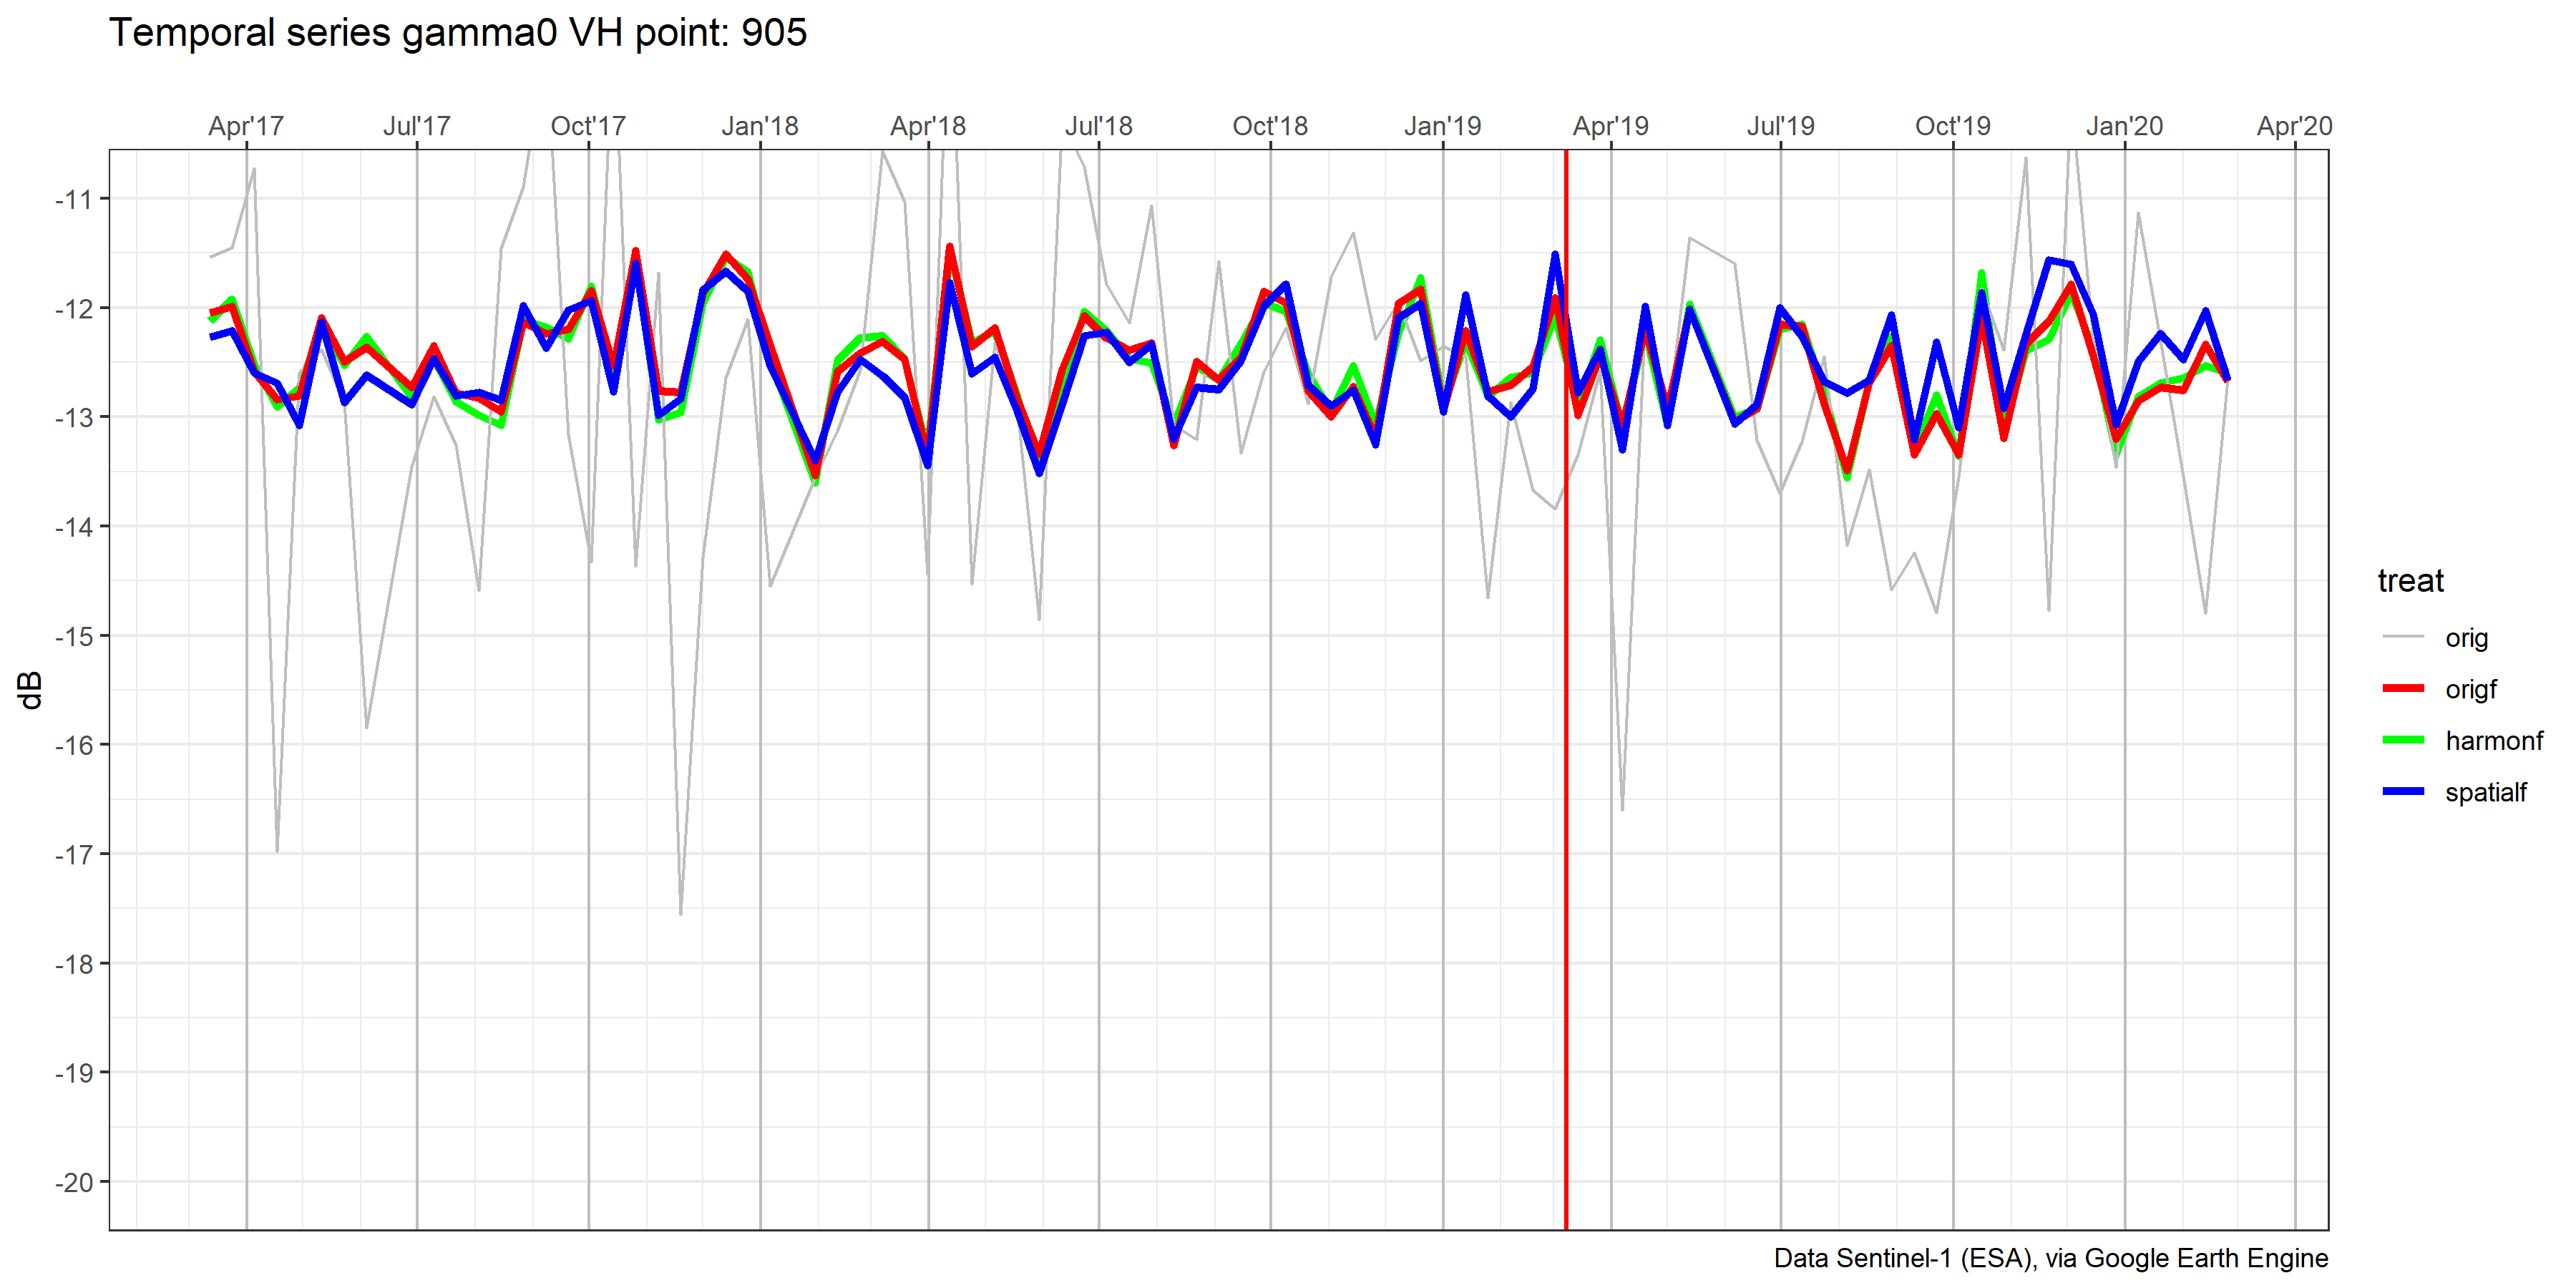 Temporal series gamma0 VH point: 905
Apr'17 Jul'17 Oct'17 Jan'18 Apr'18 Jul'18 Oct'18 Jan'19 Apr'19 Jul'19 Oct'19 Jan'20 Apr'20
-11
-12
-13
-14
-15
-16
-17
-18
-19
-20
dB
treat
orig
origf
harmonf
spatialf
Data Sentinel-1 (ESA), via Google Earth Engine